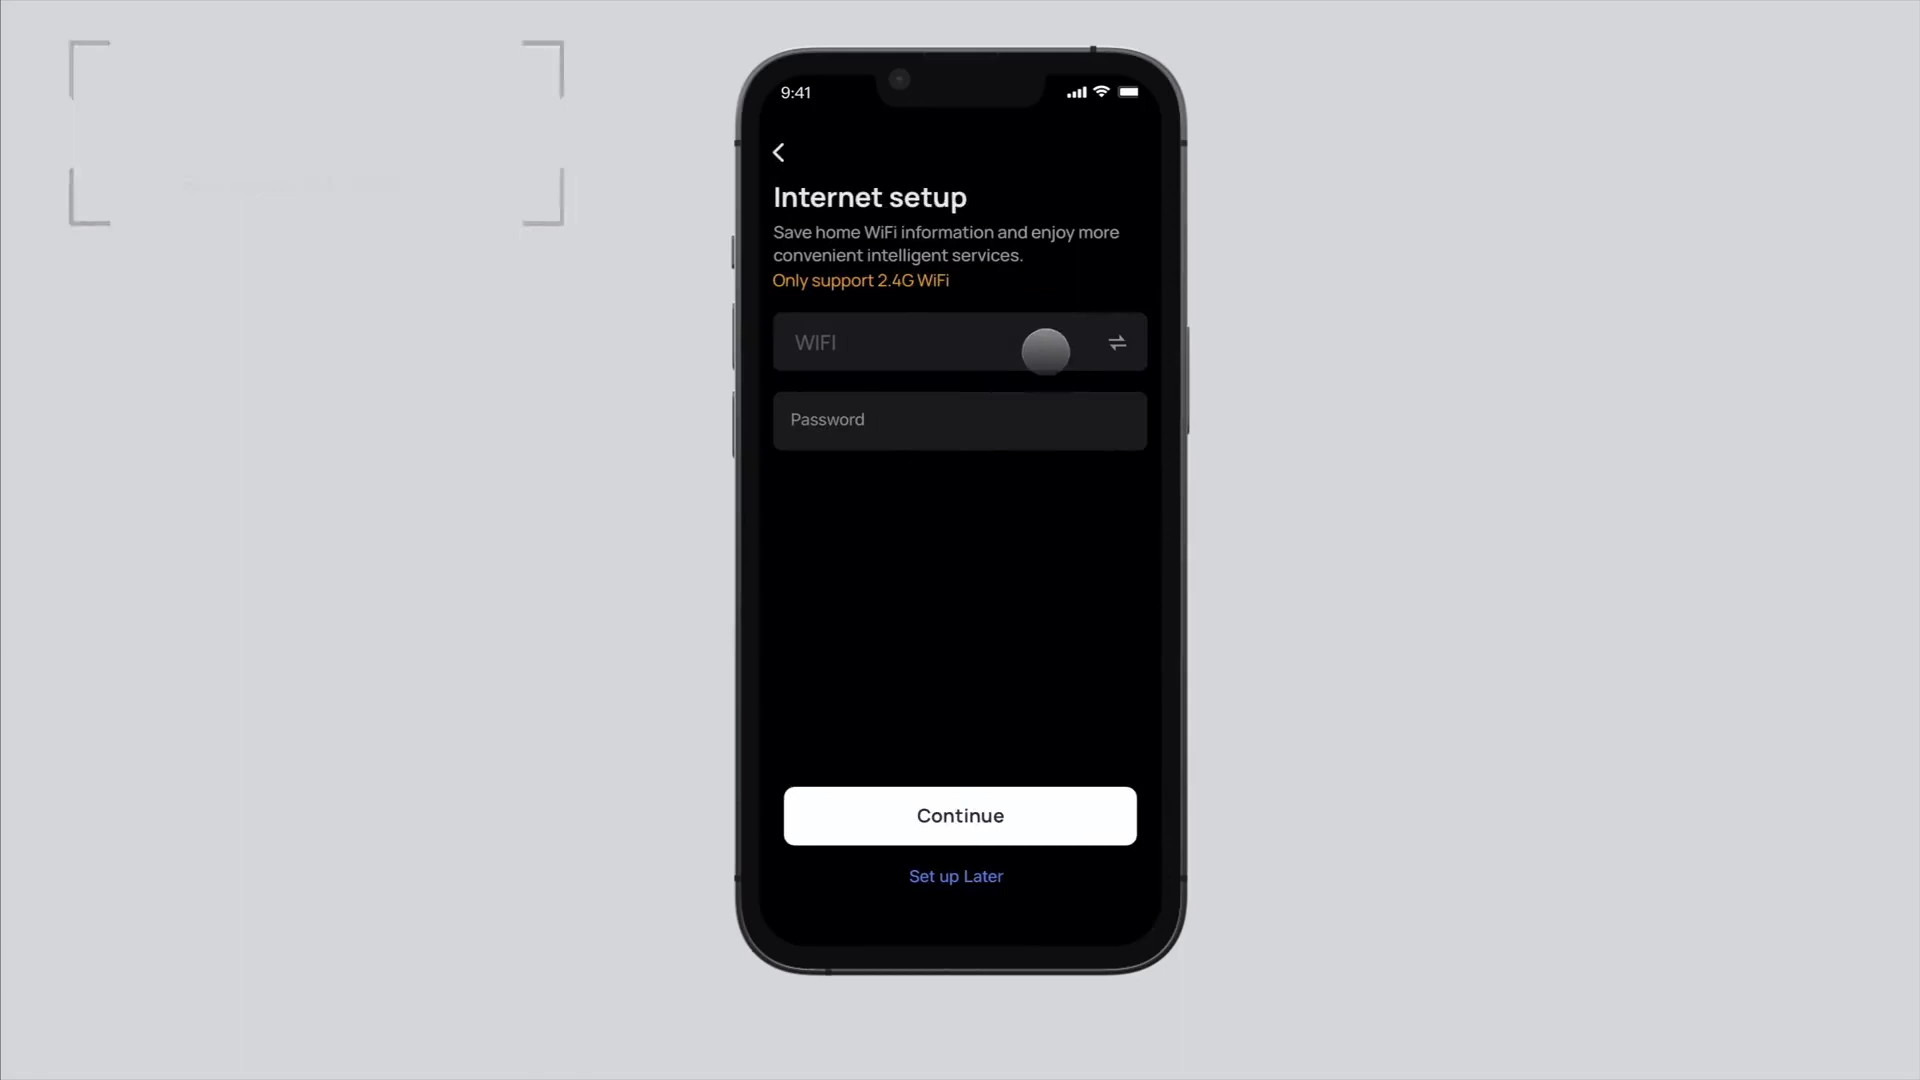 9:41
Internet setup
Save home WiFi information and enjoy more
convenient intelligent services.
Only support 2.4G WiFi
WIFI
Password
Continue
Set up Later